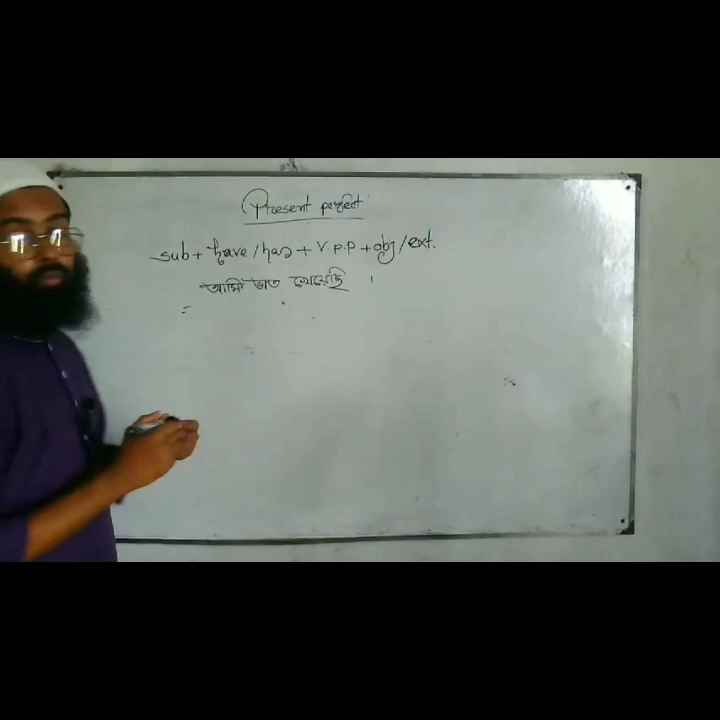 Present perfect
sub + have/has + v.p.p + obj/ext.
আমি ভাত খেয়েছি ।
=